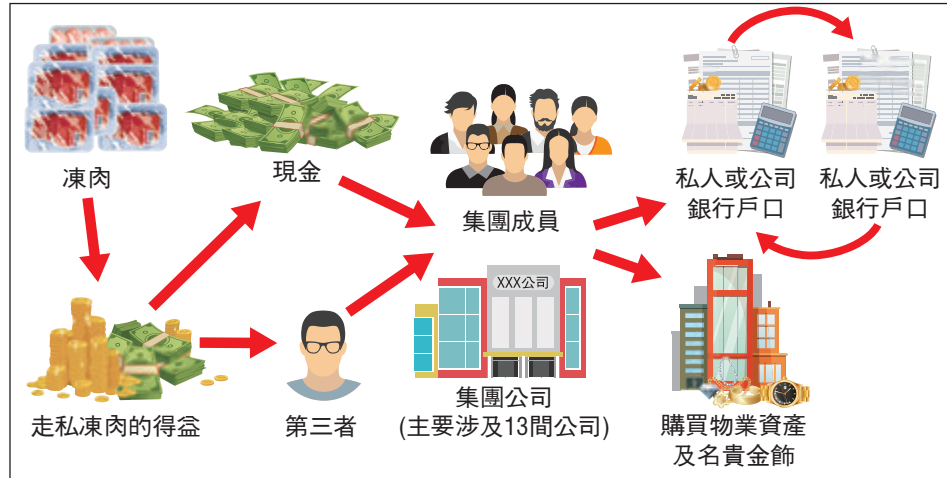 凍肉
現金
集團成員
私人或公司
銀行戶口
私人或公司
銀行戶口
走私凍肉的得益
第三者
XXX公司
集團公司
(主要涉及13間公司)
購買物業資產
及名貴金飾